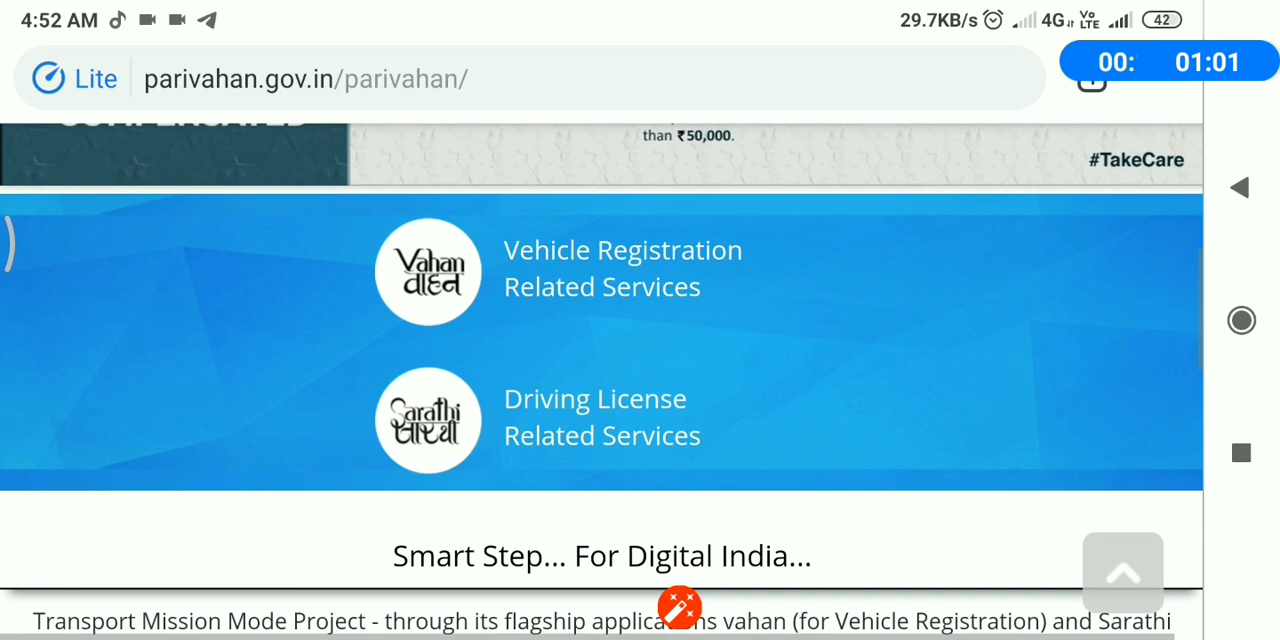 4:52 AM
29.7KB/s 4G Vo LTE 42
Lite parivahan.gov.in/parivahan/
00: 01:01
than ₹50,000.
#TakeCare
Vahan
वाहन
Vehicle Registration
Related Services
Sarathi
सारथी
Driving License
Related Services
Smart Step... For Digital India...
Transport Mission Mode Project - through its flagship vahan (for Vehicle Registration) and Sarathi